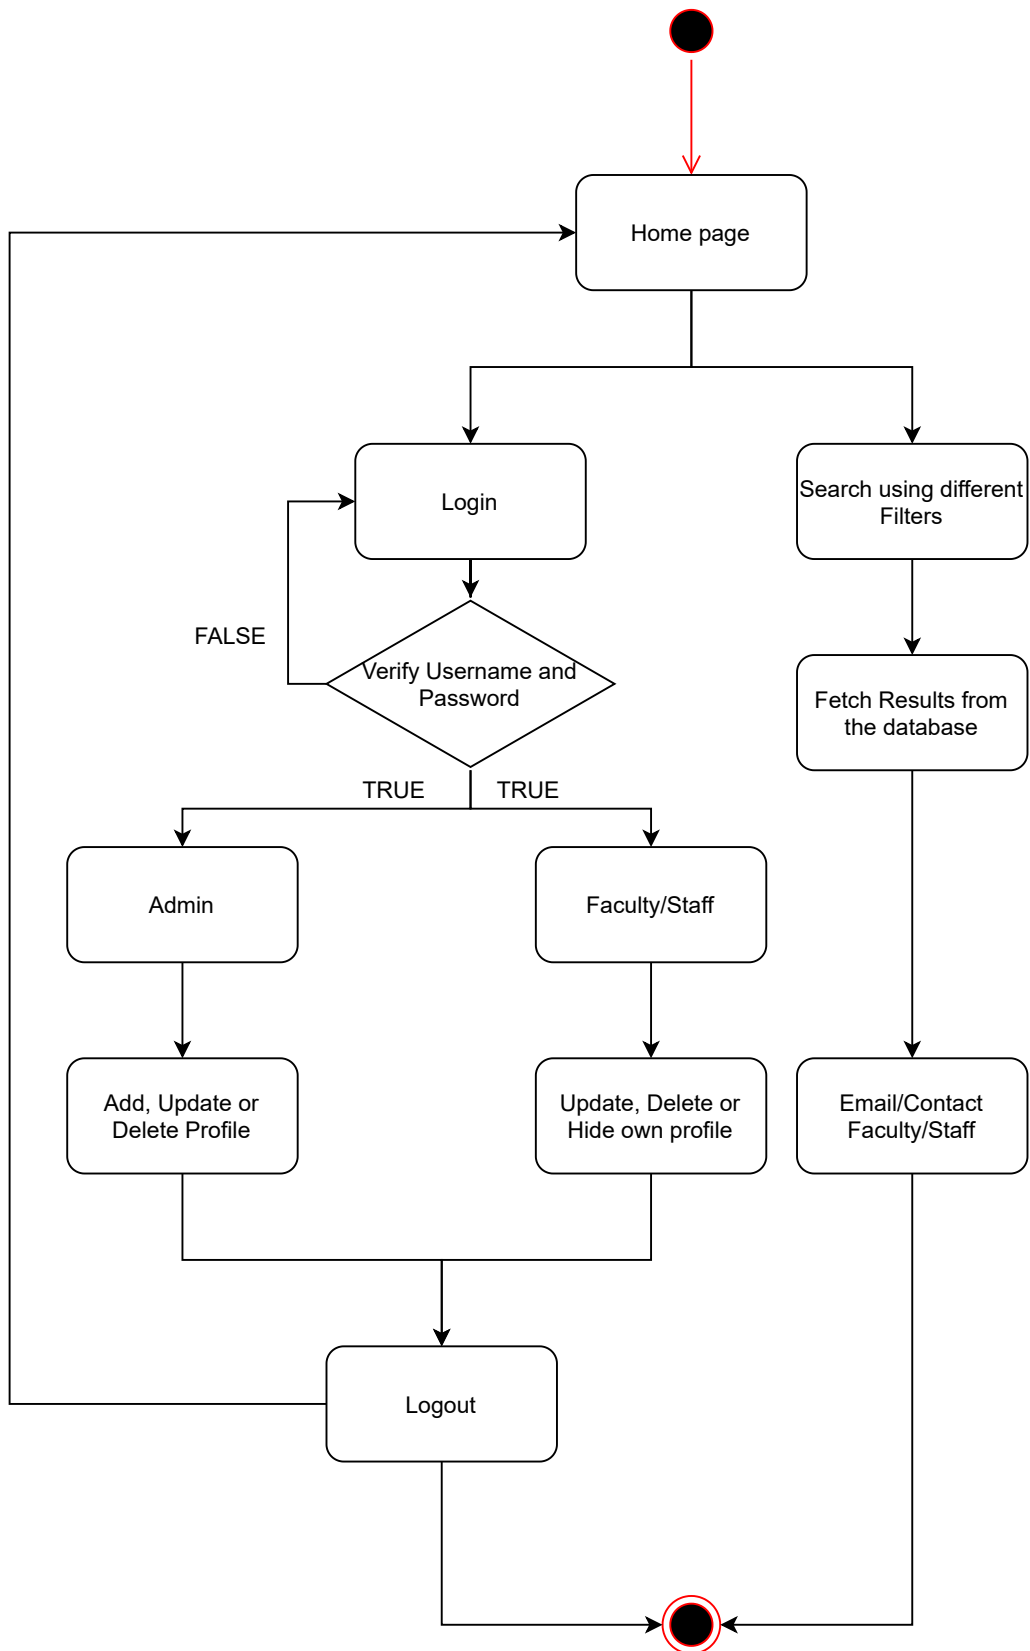 Home page
Login
Search using different
Filters
FALSE
Verify Username and
Password
Fetch Results from
the database
TRUE
TRUE
Admin
Faculty/Staff
Add, Update or
Delete Profile
Update, Delete or
Hide own profile
Email/Contact
Faculty/Staff
Logout